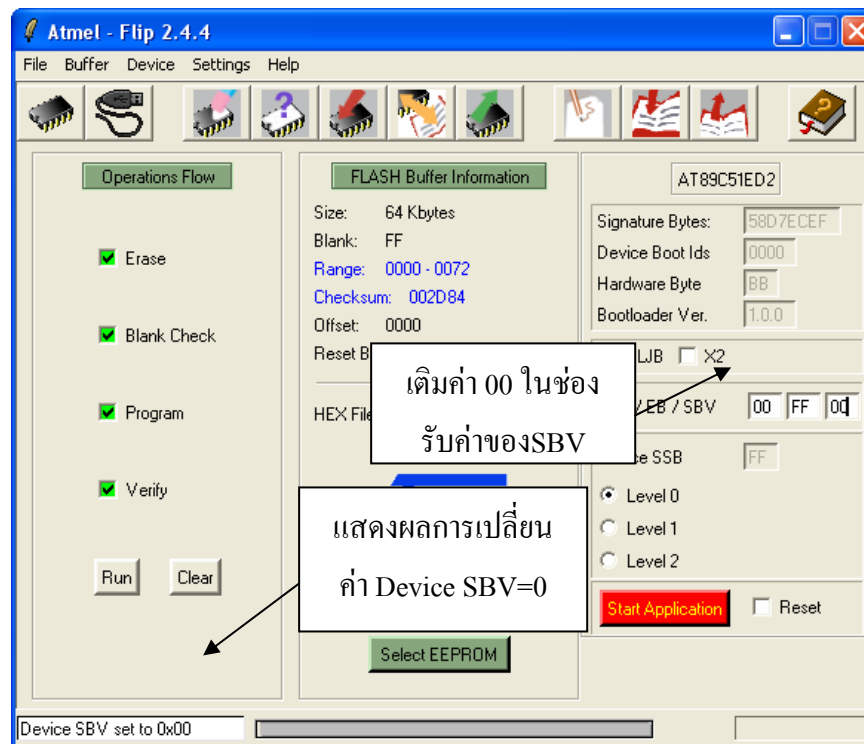 Atmel - Flip 2.4.4
File Buffer Device Settings Help
Operations Flow
Erase
Blank Check
Program
Verify
Run Clear
FLASH Buffer Information
Size: 64 Kbytes
Blank: FF
Range: 0000 - 0072
Checksum: 002D84
Offset: 0000
Reset B
HEX File
เติมค่า 00 ในช่อง
รับค่าของSBV
แสดงผลการเปลี่ยน
ค่า Device SBV=0
Select EEPROM
AT89C51ED2
Signature Bytes: 58D7ECEF
Device Boot Ids 0000
Hardware Byte BB
Bootloader Ver. 1.0.0
LJB X2
/ EB / SBV 00 FF 00
ce SSB FF
Level 0
Level 1
Level 2
Start Application Reset
Device SBV set to 0x00